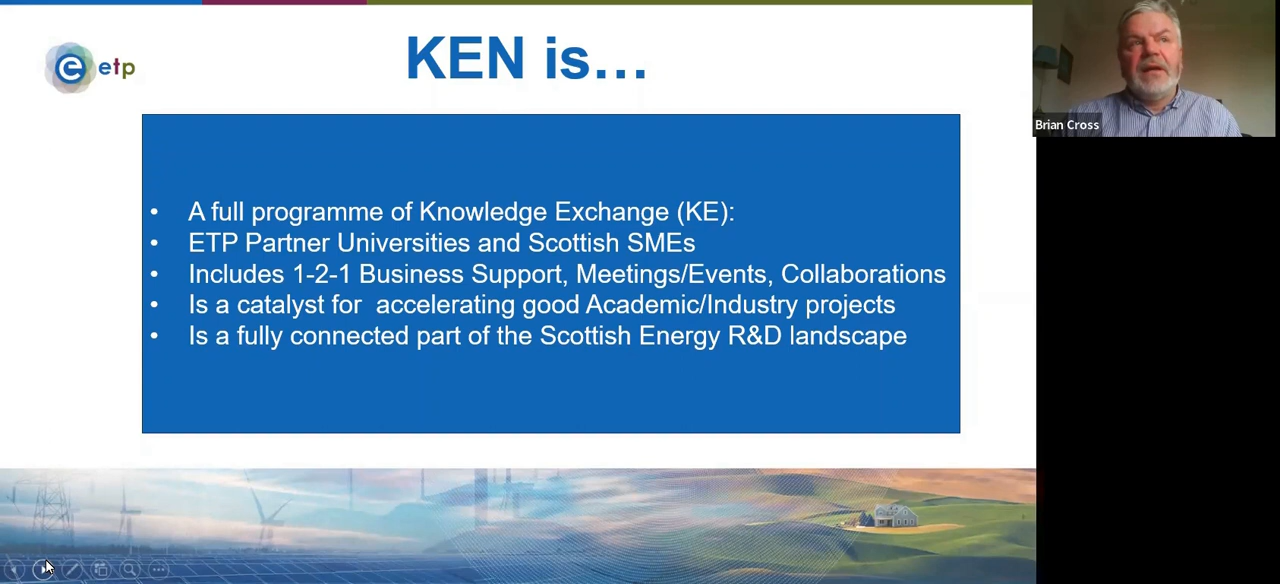 etp
KEN is…
• A full programme of Knowledge Exchange (KE):
• ETP Partner Universities and Scottish SMEs
• Includes 1-2-1 Business Support, Meetings/Events, Collaborations
• Is a catalyst for  accelerating good Academic/Industry projects
• Is a fully connected part of the Scottish Energy R&D landscape
Brian Cross